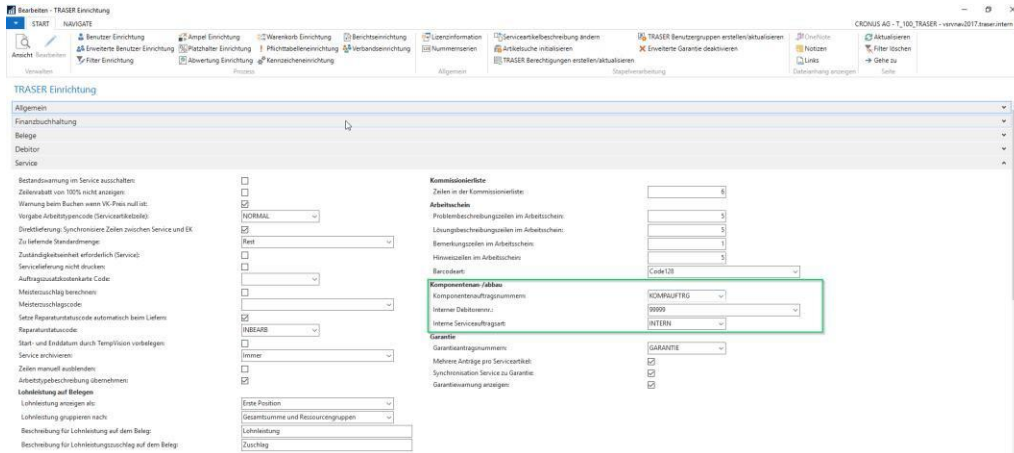 Bearbeiten - TRASER Einrichtung
START NAVIGATE
CRONUS AG - T_100_TRASER - vsrvnav2017.traser.intern
Ansicht Bearbeiten
Benutzer Einrichtung
Erweiterte Benutzer Einrichtung
Filter Einrichtung
Ampel Einrichtung
Platzhalter Einrichtung
Abwertung Einrichtung
Warenkorb Einrichtung
Pflichttabelleneinrichtung
Kennzeicheneinrichtung
Berichtseinrichtung
Verbandseinrichtung
Lizenzinformation
Nummernserien
Serviceartikelbeschreibung ändern
Artikelsuche initialisieren
TRASER Berechtigungen erstellen/aktualisieren
TRASER Benutzergruppen erstellen/aktualisieren
Erweiterte Garantie deaktivieren
OneNote
Notizen
Links
Aktualisieren
Filter löschen
Gehe zu
Verwalten Prozess Allgemein Stapelverarbeitung Dateianhang anzeigen Seite
TRASER Einrichtung
Allgemein
Finanzbuchhaltung
Belege
Debitor
Service
Bestandswarnung im Service ausschalten:
Zeilenrabatt von 100% nicht anzeigen:
Warnung beim Buchen wenn VK-Preis null ist:
Vorgabe Arbeitstypencode (Serviceartikelzeile): NORMAL
Direktlieferung: Synchronisiere Zeilen zwischen Service und EK
Zu liefernde Standardmenge: Rest
Zuständigkeitseinheit erforderlich (Service):
Servicelieferung nicht drucken:
Auftragszusatzkostenkarte Code:
Meisterzuschlag berechnen:
Meisterzuschlagscode:
Setze Reparaturstatuscode automatisch beim Liefern:
Reparaturstatuscode: INBEARB
Start- und Enddatum durch TempVision vorbelegen:
Service archivieren: Immer
Zeilen manuell ausblenden:
Arbeitstypebeschreibung übernehmen:
Lohnleistung auf Belegen
Lohnleistung anzeigen als: Erste Position
Lohnleistung gruppieren nach: Gesamtsumme und Ressourcengruppen
Beschreibung für Lohnleistung auf dem Beleg: Lohnleistung
Beschreibung für Lohnleistungszuschlag auf dem Beleg: Zuschlag
Kommissionierliste
Zeilen in der Kommissionierliste: 6
Arbeitsschein
Problembeschreibungszeilen im Arbeitsschein: 5
Lösungsbeschreibungszeilen im Arbeitsschein: 5
Bemerkungszeilen im Arbeitsschein: 1
Hinweiszeilen im Arbeitsschein: 5
Barcodeart: Code128
Komponentenan-/abbau
Komponentenauftragsnummern: KOMPAUFTRG
Interner Debitorennr.: 99999
Interne Serviceauftragsart: INTERN
Garantie
Garantieantragsnummern: GARANTIE
Mehrere Anträge pro Serviceartikel:
Synchronisation Service zu Garantie:
Garantiewarnung anzeigen: